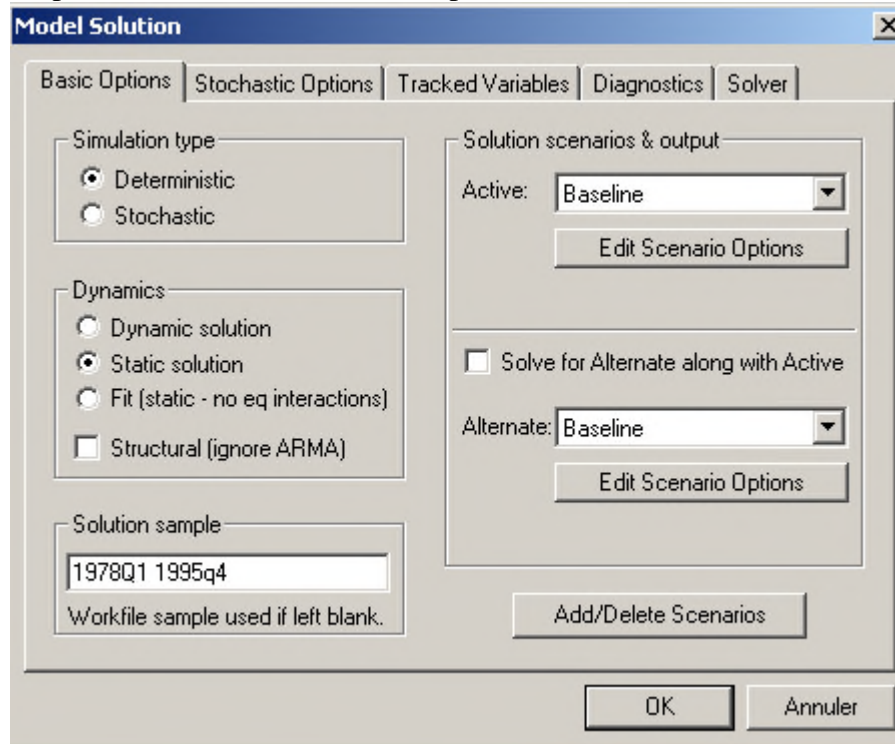 Model Solution
Basic Options
Stochastic Options
Tracked Variables
Diagnostics
Solver
Simulation type
Deterministic
Stochastic
Dynamics
Dynamic solution
Static solution
Fit (static - no eq interactions)
Structural (ignore ARMA)
Solution sample
1978Q1 1995q4
Workfile sample used if left blank.
Solution scenarios & output
Active: Baseline
Edit Scenario Options
Solve for Alternate along with Active
Alternate: Baseline
Edit Scenario Options
Add/Delete Scenarios
OK
Annuler